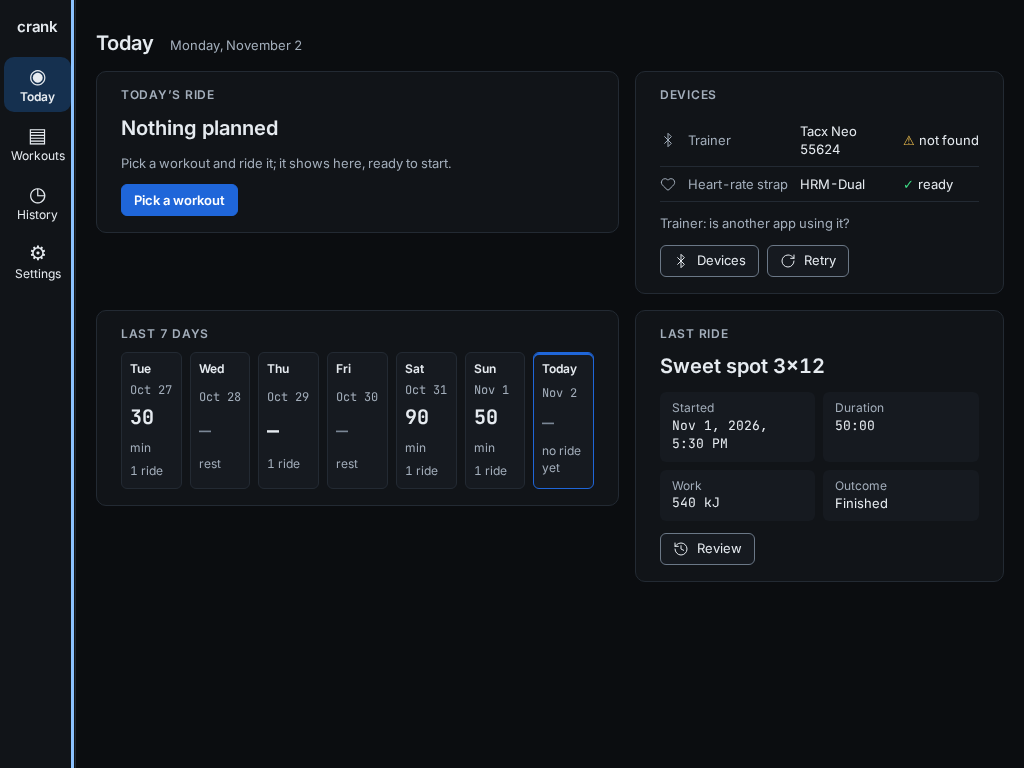 crank
Today
Workouts
History
Settings
Today Monday, November 2
TODAY'S RIDE
Nothing planned
Pick a workout and ride it; it shows here, ready to start.
Pick a workout
DEVICES
Trainer Tacx Neo 55624 ⚠ not found
Heart-rate strap HRM-Dual ✓ ready
Trainer: is another app using it?
Devices Retry
LAST 7 DAYS
Tue
Oct 27
30
min
1 ride
Wed
Oct 28
—
rest
Thu
Oct 29
—
1 ride
Fri
Oct 30
—
rest
Sat
Oct 31
90
min
1 ride
Sun
Nov 1
50
min
1 ride
Today
Nov 2
—
no ride
yet
LAST RIDE
Sweet spot 3×12
Started
Nov 1, 2026,
5:30 PM
Duration
50:00
Work
540 kJ
Outcome
Finished
Review